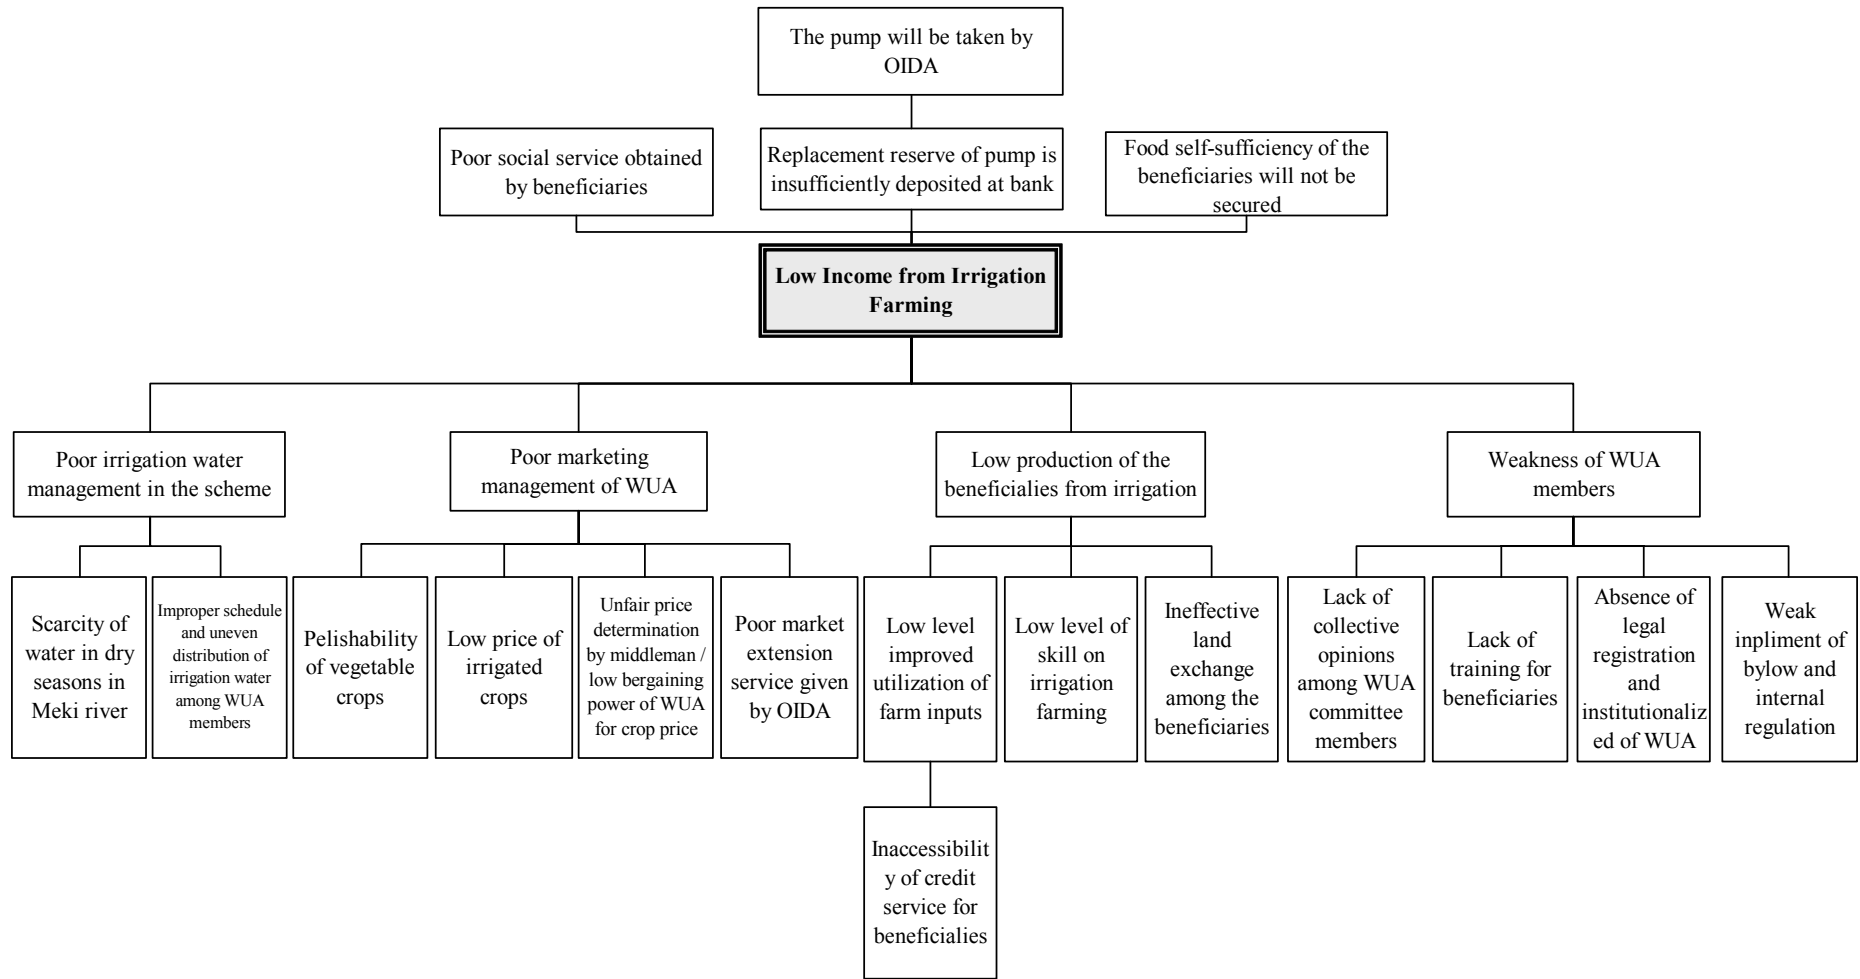 The pump will be taken by
OIDA
Poor social service obtained
by beneficiaries
Replacement reserve of pump is
insufficiently deposited at bank
Food self-sufficiency of the
beneficiaries will not be
secured
Low Income from Irrigation
Farming
Poor irrigation water
management in the scheme
Poor marketing
management of WUA
Low production of the
beneficialies from irrigation
Weakness of WUA
members
Scarcity of
water in dry
seasons in
Meki river
Improper schedule
and uneven
distribution of
irrigation water
among WUA
members
Pelishability
of vegetable
crops
Low price of
irrigated
crops
Unfair price
determination
by middleman /
low bergaining
power of WUA
for crop price
Poor market
extension
service given
by OIDA
Low level
improved
utilization of
farm inputs
Low level of
skill on
irrigation
farming
Ineffective
land
exchange
among the
beneficiaries
Lack of
collective
opinions
among WUA
committee
members
Lack of
training for
beneficiaries
Absence of
legal
registration
and
institutionaliz
ed of WUA
Weak
inpliment of
bylow and
internal
regulation
Inaccessibilit
y of credit
service for
beneficialies